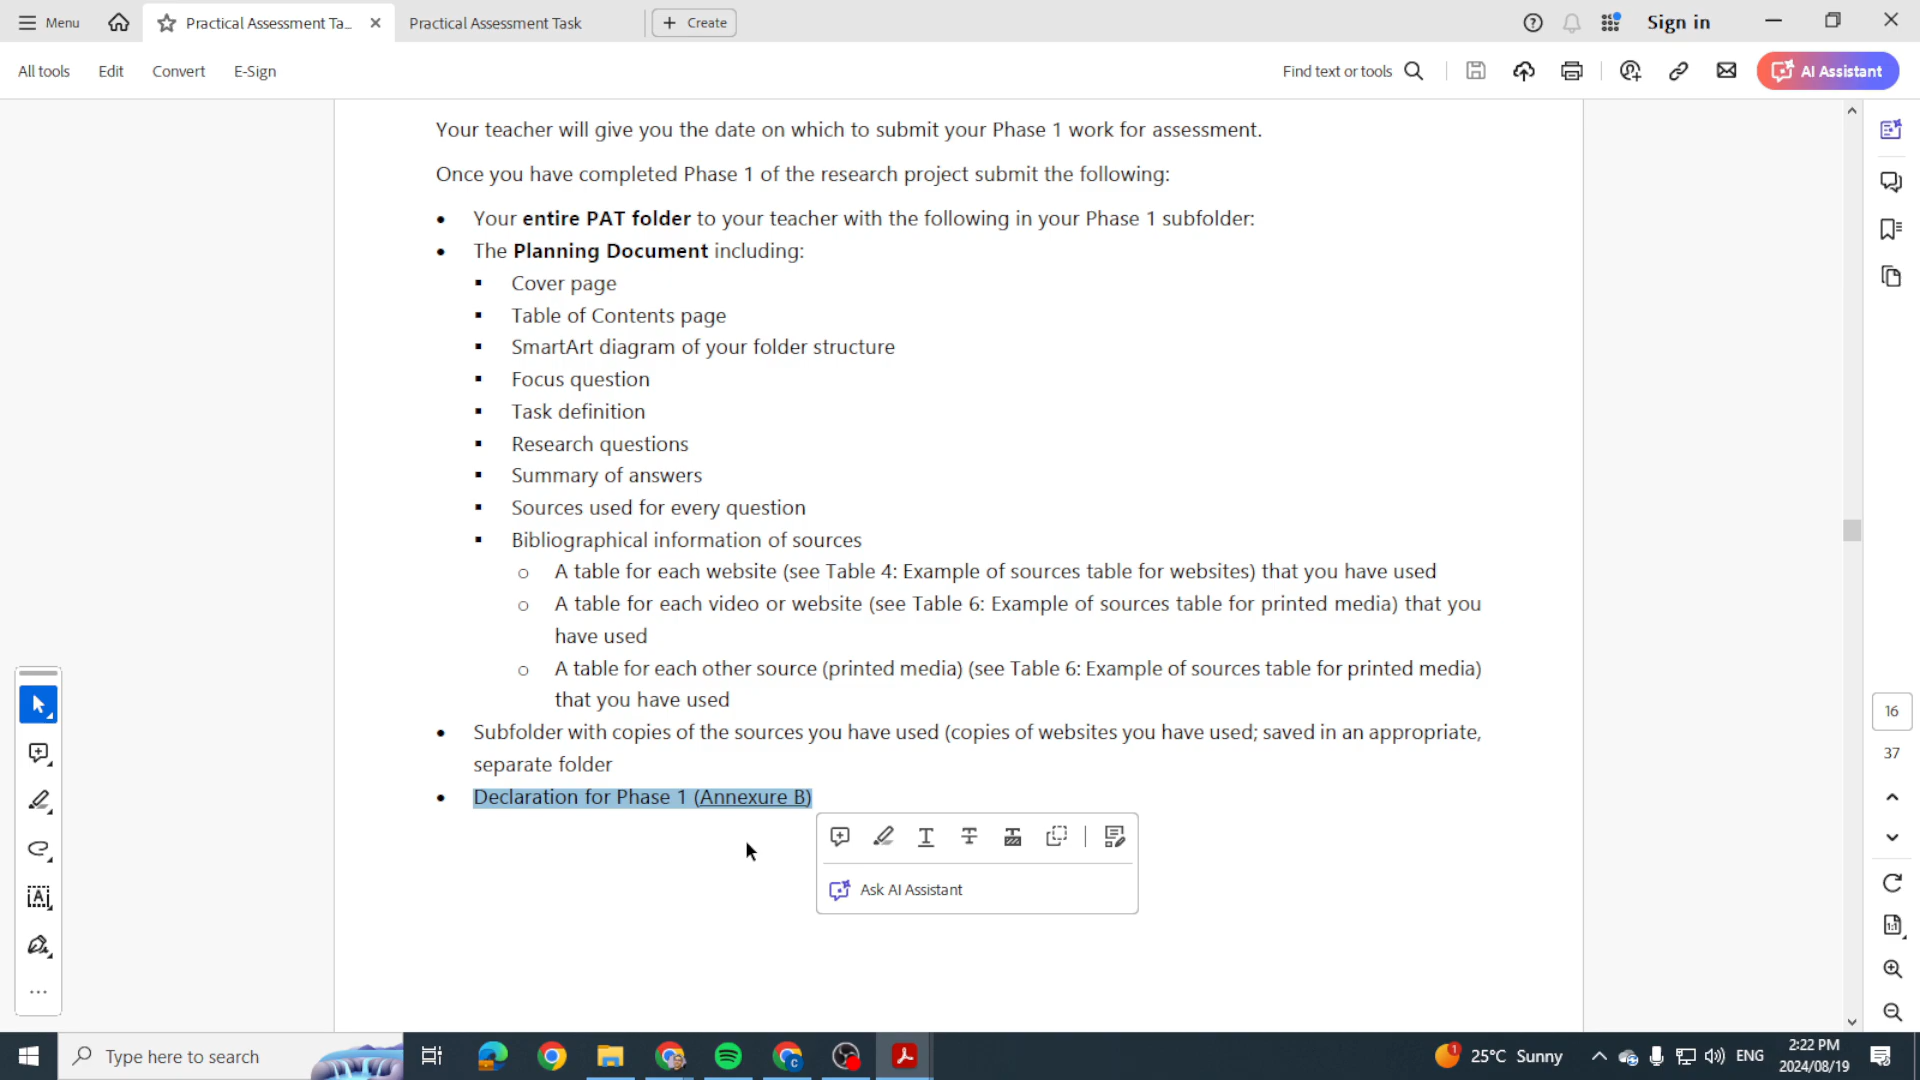 Menu
Practical Assessment Ta...
Practical Assessment Task
+ Create
Sign in
All tools
Edit
Convert
E-Sign
Find text or tools
AI Assistant
Your teacher will give you the date on which to submit your Phase 1 work for assessment.
Once you have completed Phase 1 of the research project submit the following:
• Your entire PAT folder to your teacher with the following in your Phase 1 subfolder:
• The Planning Document including:
▪ Cover page
▪ Table of Contents page
▪ SmartArt diagram of your folder structure
▪ Focus question
▪ Task definition
▪ Research questions
▪ Summary of answers
▪ Sources used for every question
▪ Bibliographical information of sources
o A table for each website (see Table 4: Example of sources table for websites) that you have used
o A table for each video or website (see Table 6: Example of sources table for printed media) that you
have used
o A table for each other source (printed media) (see Table 6: Example of sources table for printed media)
that you have used
• Subfolder with copies of the sources you have used (copies of websites you have used; saved in an appropriate,
separate folder
• Declaration for Phase 1 (Annexure B)
Ask AI Assistant
16
37
1:1
Type here to search
1
25°C Sunny
ENG
2:22 PM
2024/08/19